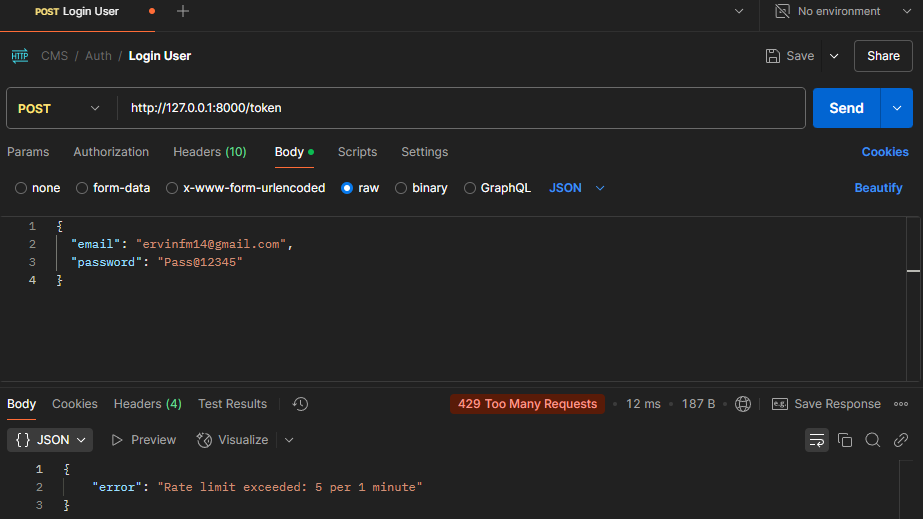 POST Login User
No environment
HTTP CMS / Auth / Login User
Save
Share
POST
http://127.0.0.1:8000/token
Send
Params Authorization Headers (10) Body Scripts Settings
Cookies
none form-data x-www-form-urlencoded raw binary GraphQL JSON
Beautify
1 {
2 "email": "ervinfm14@gmail.com",
3 "password": "Pass@12345"
4 }
Body Cookies Headers (4) Test Results
429 Too Many Requests • 12 ms • 187 B •
e.g. Save Response
{} JSON Preview Visualize
1 {
2 "error": "Rate limit exceeded: 5 per 1 minute"
3 }